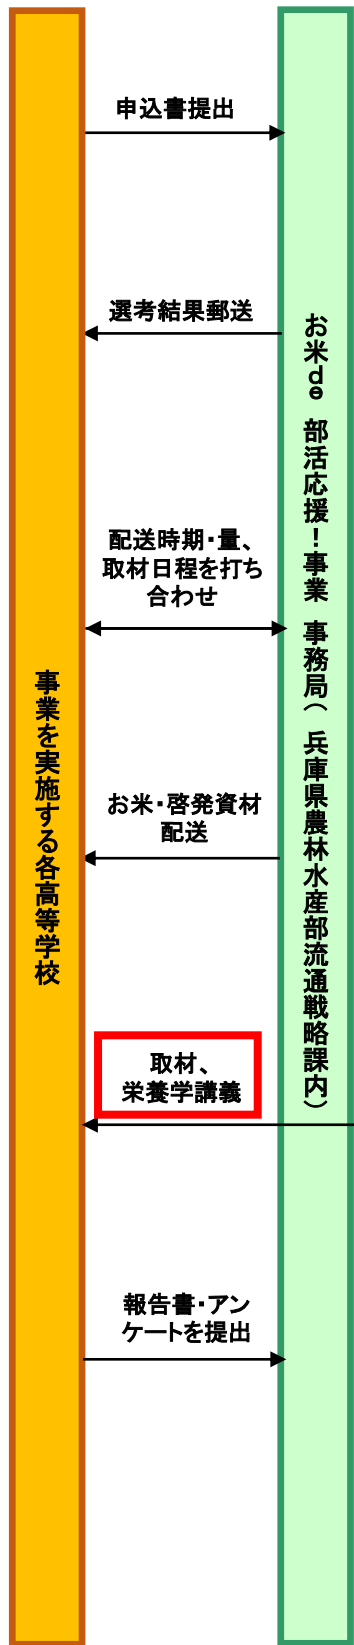 申込書提出
選考結果郵送
配送時期・量、
取材日程を打ち
合わせ
お米・啓発資材
配送
取材、
栄養学講義
報告書・アン
ケートを提出
事業を実施する各高等学校
お米de 部活応援！事業 事務局（ 兵庫県農林水産部流通戦略課内）